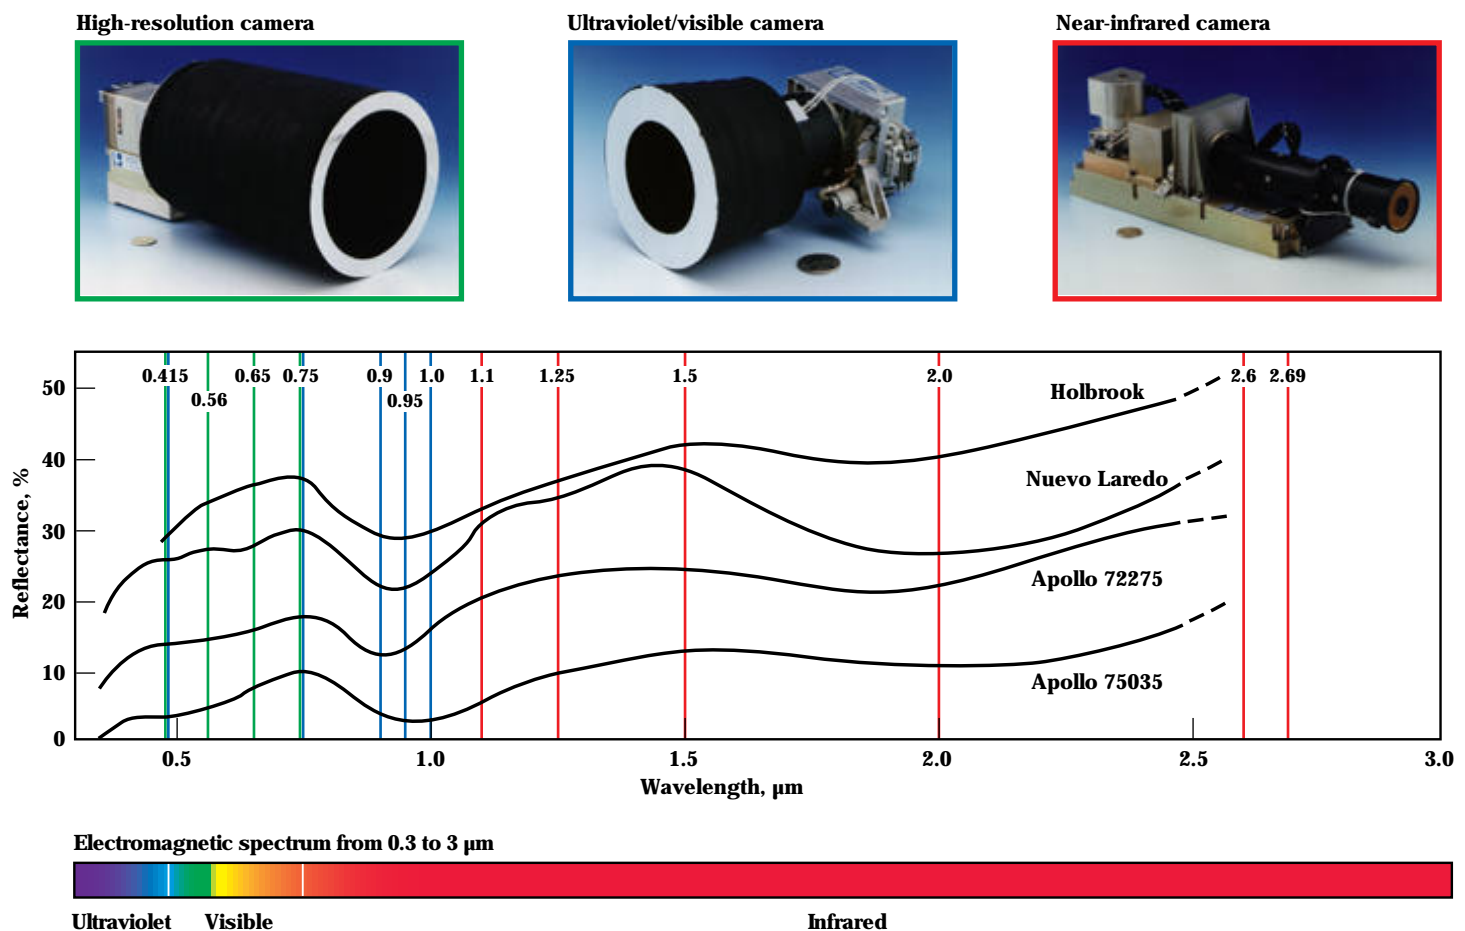 High-resolution camera
Ultraviolet/visible camera
Near-infrared camera
0.415 0.65 0.75 0.9 1.0 1.1 1.25 1.5 2.0 2.6 2.69
0.56 0.95
50
40
30
20
10
0
Reflectance, %
Holbrook
Nuevo Laredo
Apollo 72275
Apollo 75035
0.5 1.0 1.5 2.0 2.5 3.0
Wavelength, µm
Electromagnetic spectrum from 0.3 to 3 µm
Ultraviolet Visible Infrared